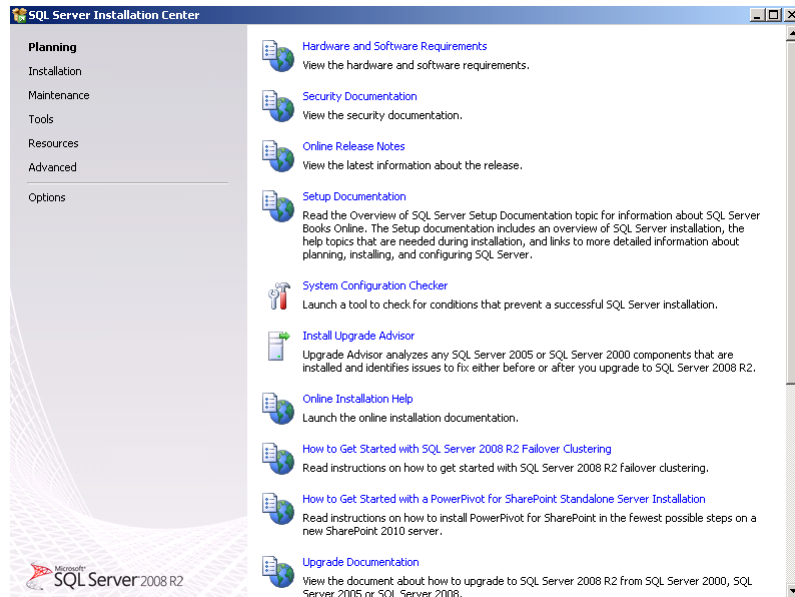 SQL Server Installation Center
Planning
Installation
Maintenance
Tools
Resources
Advanced
Options
Hardware and Software Requirements
View the hardware and software requirements.
Security Documentation
View the security documentation.
Online Release Notes
View the latest information about the release.
Setup Documentation
Read the Overview of SQL Server Setup Documentation topic for information about SQL Server
Books Online. The Setup documentation includes an overview of SQL Server installation, the
help topics that are needed during installation, and links to more detailed information about
planning, installing, and configuring SQL Server.
System Configuration Checker
Launch a tool to check for conditions that prevent a successful SQL Server installation.
Install Upgrade Advisor
Upgrade Advisor analyzes any SQL Server 2005 or SQL Server 2000 components that are
installed and identifies issues to fix either before or after you upgrade to SQL Server 2008 R2.
Online Installation Help
Launch the online installation documentation.
How to Get Started with SQL Server 2008 R2 Failover Clustering
Read instructions on how to get started with SQL Server 2008 R2 failover clustering.
How to Get Started with a PowerPivot for SharePoint Standalone Server Installation
Read instructions on how to install PowerPivot for SharePoint in the fewest possible steps on a
new SharePoint 2010 server.
Upgrade Documentation
View the document about how to upgrade to SQL Server 2008 R2 from SQL Server 2000, SQL
Server 2005 or SQL Server 2008.
Microsoft
SQL Server 2008 R2